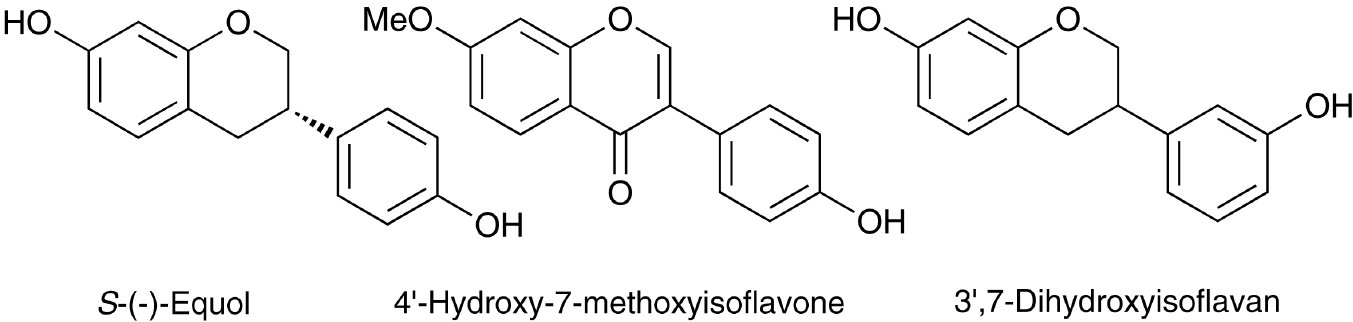 HO
O
OH
S-(-)-Equol
MeO
O
O
OH
4'-Hydroxy-7-methoxyisoflavone
HO
O
OH
3',7-Dihydroxyisoflavan